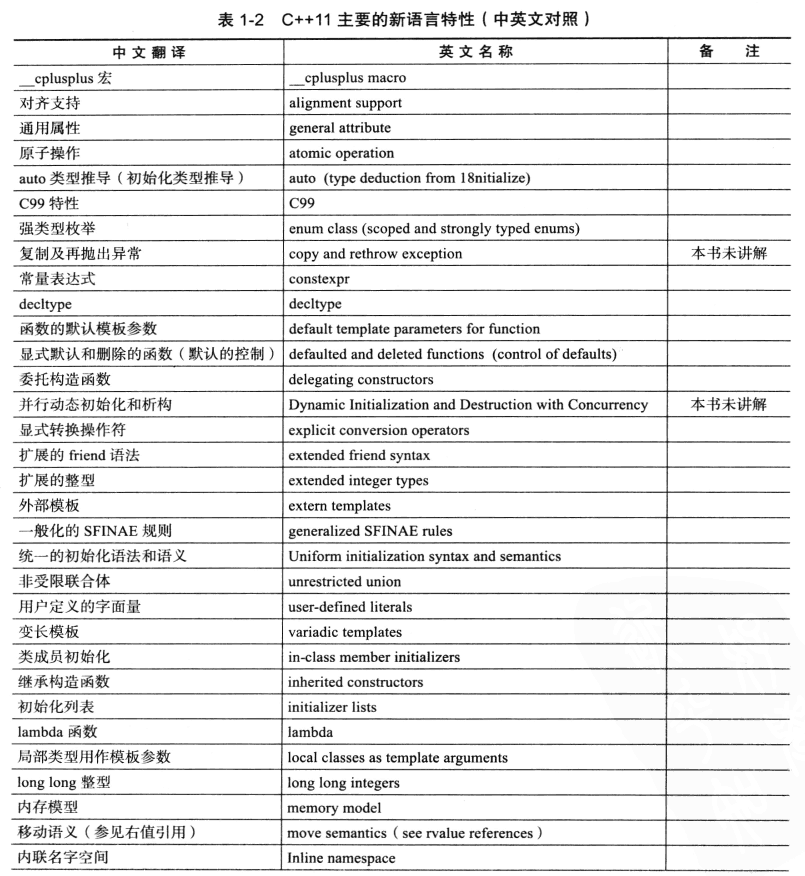 表 1-2 C++11 主要的新语言特性（中英文对照）
中 文 翻 译 英 文 名 称 备 注
__cplusplus 宏 __cplusplus macro
对齐支持 alignment support
通用属性 general attribute
原子操作 atomic operation
auto 类型推导（初始化类型推导） auto (type deduction from 18nitialize)
C99 特性 C99
强类型枚举 enum class (scoped and strongly typed enums)
复制及再抛出异常 copy and rethrow exception 本书未讲解
常量表达式 constexpr
decltype decltype
函数的默认模板参数 default template parameters for function
显式默认和删除的函数（默认的控制） defaulted and deleted functions (control of defaults)
委托构造函数 delegating constructors
并行动态初始化和析构 Dynamic Initialization and Destruction with Concurrency 本书未讲解
显式转换操作符 explicit conversion operators
扩展的 friend 语法 extended friend syntax
扩展的整型 extended integer types
外部模板 extern templates
一般化的 SFINAE 规则 generalized SFINAE rules
统一的初始化语法和语义 Uniform initialization syntax and semantics
非受限联合体 unrestricted union
用户定义的字面量 user-defined literals
变长模板 variadic templates
类成员初始化 in-class member initializers
继承构造函数 inherited constructors
初始化列表 initializer lists
lambda 函数 lambda
局部类型用作模板参数 local classes as template arguments
long long 整型 long long integers
内存模型 memory model
移动语义（参见右值引用） move semantics（see rvalue references）
内联名字空间 Inline namespace